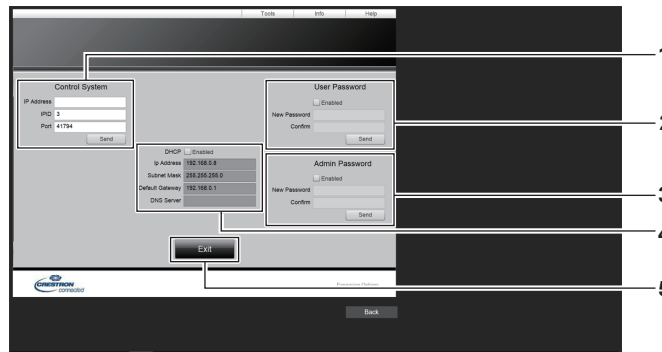 Tools Info Help
1
Control System
IP Address
IPID 3
Port 41794
Send
User Password
Enabled
New Password
Confirm
Send
2
DHCP Enabled
Ip Address 192.168.0.8
Subnet Mask 255.255.255.0
Default Gateway 192.168.0.1
DNS Server
Admin Password
Enabled
New Password
Confirm
Send
3
4
Exit
5
CRESTRON
connected
Back